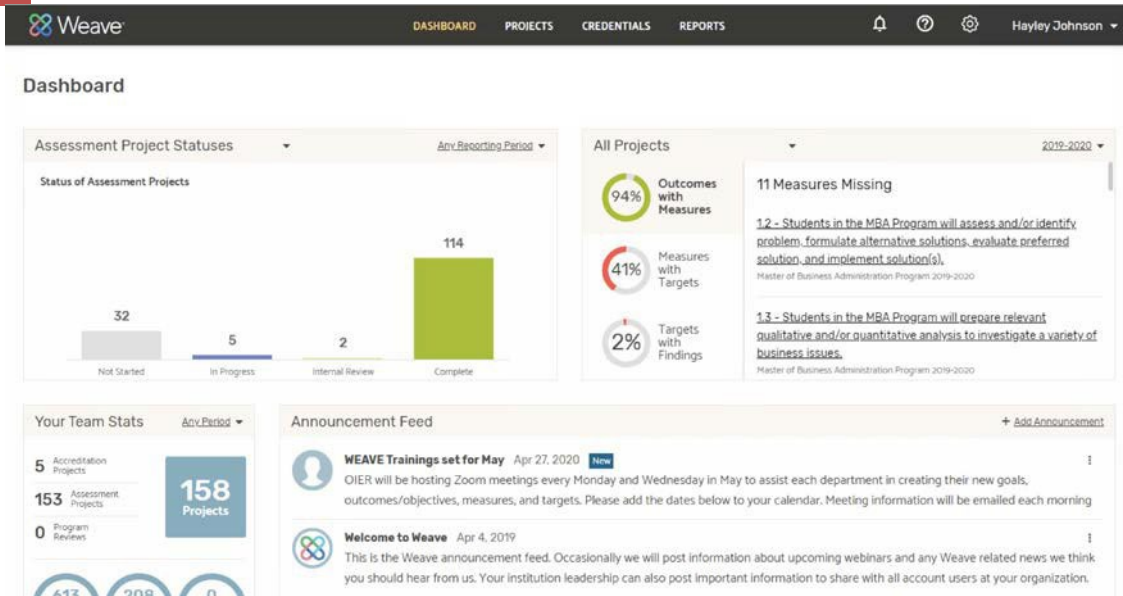 Weave
DASHBOARD PROJECTS CREDENTIALS REPORTS
Hayley Johnson
Dashboard
Assessment Project Statuses
Any Reporting Period
Status of Assessment Projects
32
5
2
114
Not Started
In Progress
Internal Review
Complete
All Projects
2019-2020
94%
Outcomes
with
Measures
41%
Measures
with
Targets
2%
Targets
with
Findings
11 Measures Missing
1.2 - Students in the MBA Program will assess and/or identify
problem, formulate alternative solutions, evaluate preferred
solution, and implement solution(s).
Master of Business Administration Program 2019-2020
1.3 - Students in the MBA Program will prepare relevant
qualitative and/or quantitative analysis to investigate a variety of
business issues.
Master of Business Administration Program 2019-2020
Your Team Stats
Any Period
5 Accreditation
Projects
153 Assessment
Projects
0 Program
Reviews
158
Projects
613 208 0
Announcement Feed
+ Add Announcement
WEAVE Trainings set for May Apr 27, 2020 New
OIER will be hosting Zoom meetings every Monday and Wednesday in May to assist each department in creating their new goals,
outcomes/objectives, measures, and targets. Please add the dates below to your calendar. Meeting information will be emailed each morning
Welcome to Weave Apr 4, 2019
This is the Weave announcement feed. Occasionally we will post information about upcoming webinars and any Weave related news we think
you should hear from us. Your institution leadership can also post important information to share with all account users at your organization.